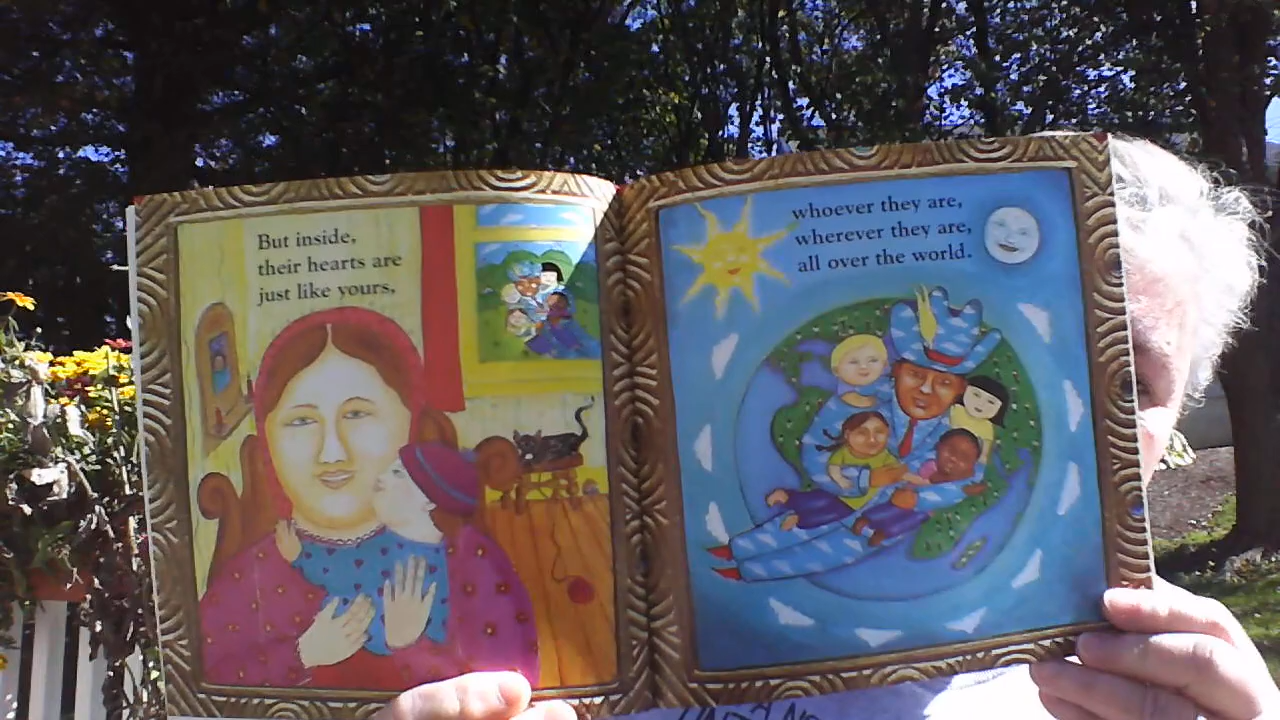 But inside,
their hearts are
just like yours,
whoever they are,
wherever they are,
all over the world.